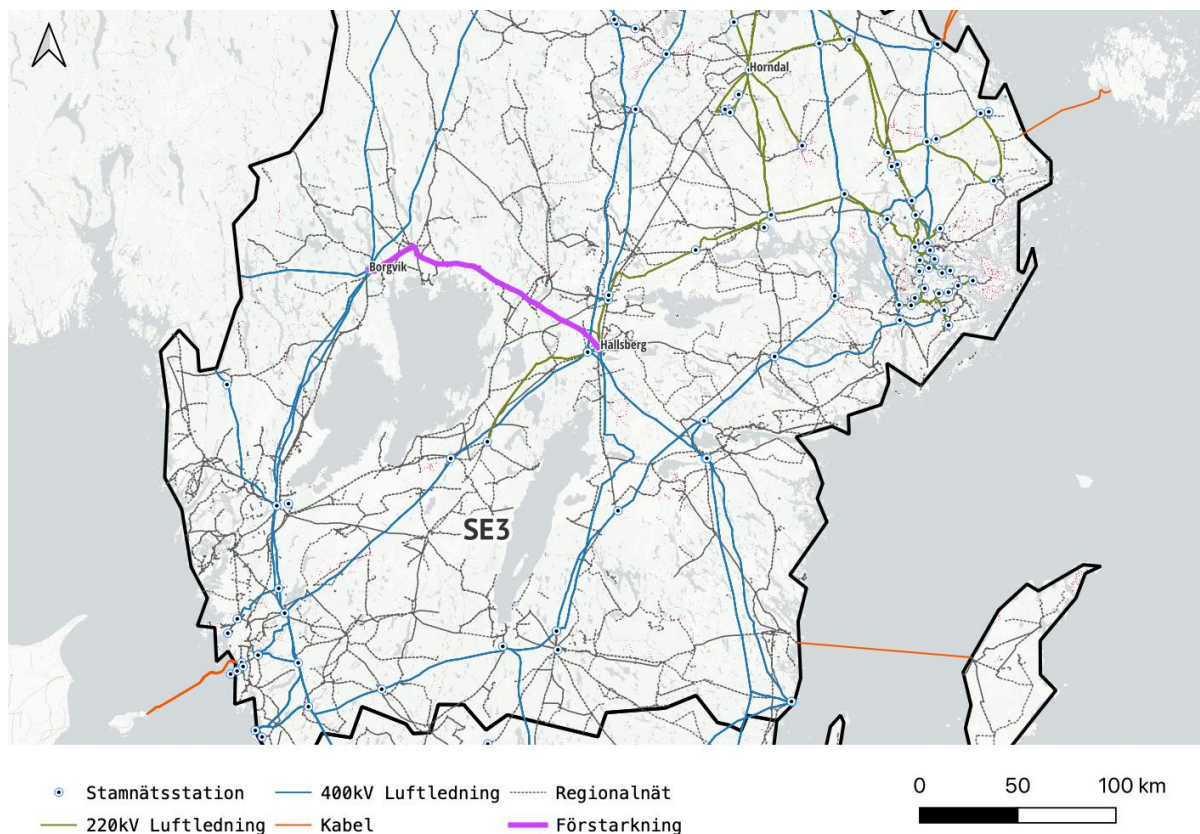 Horndal
Borgvik
Hallsberg
SE3
Stamnätsstation
400kV Luftledning
Regionalnät
220kV Luftledning
Kabel
Förstarkning
0 50 100 km